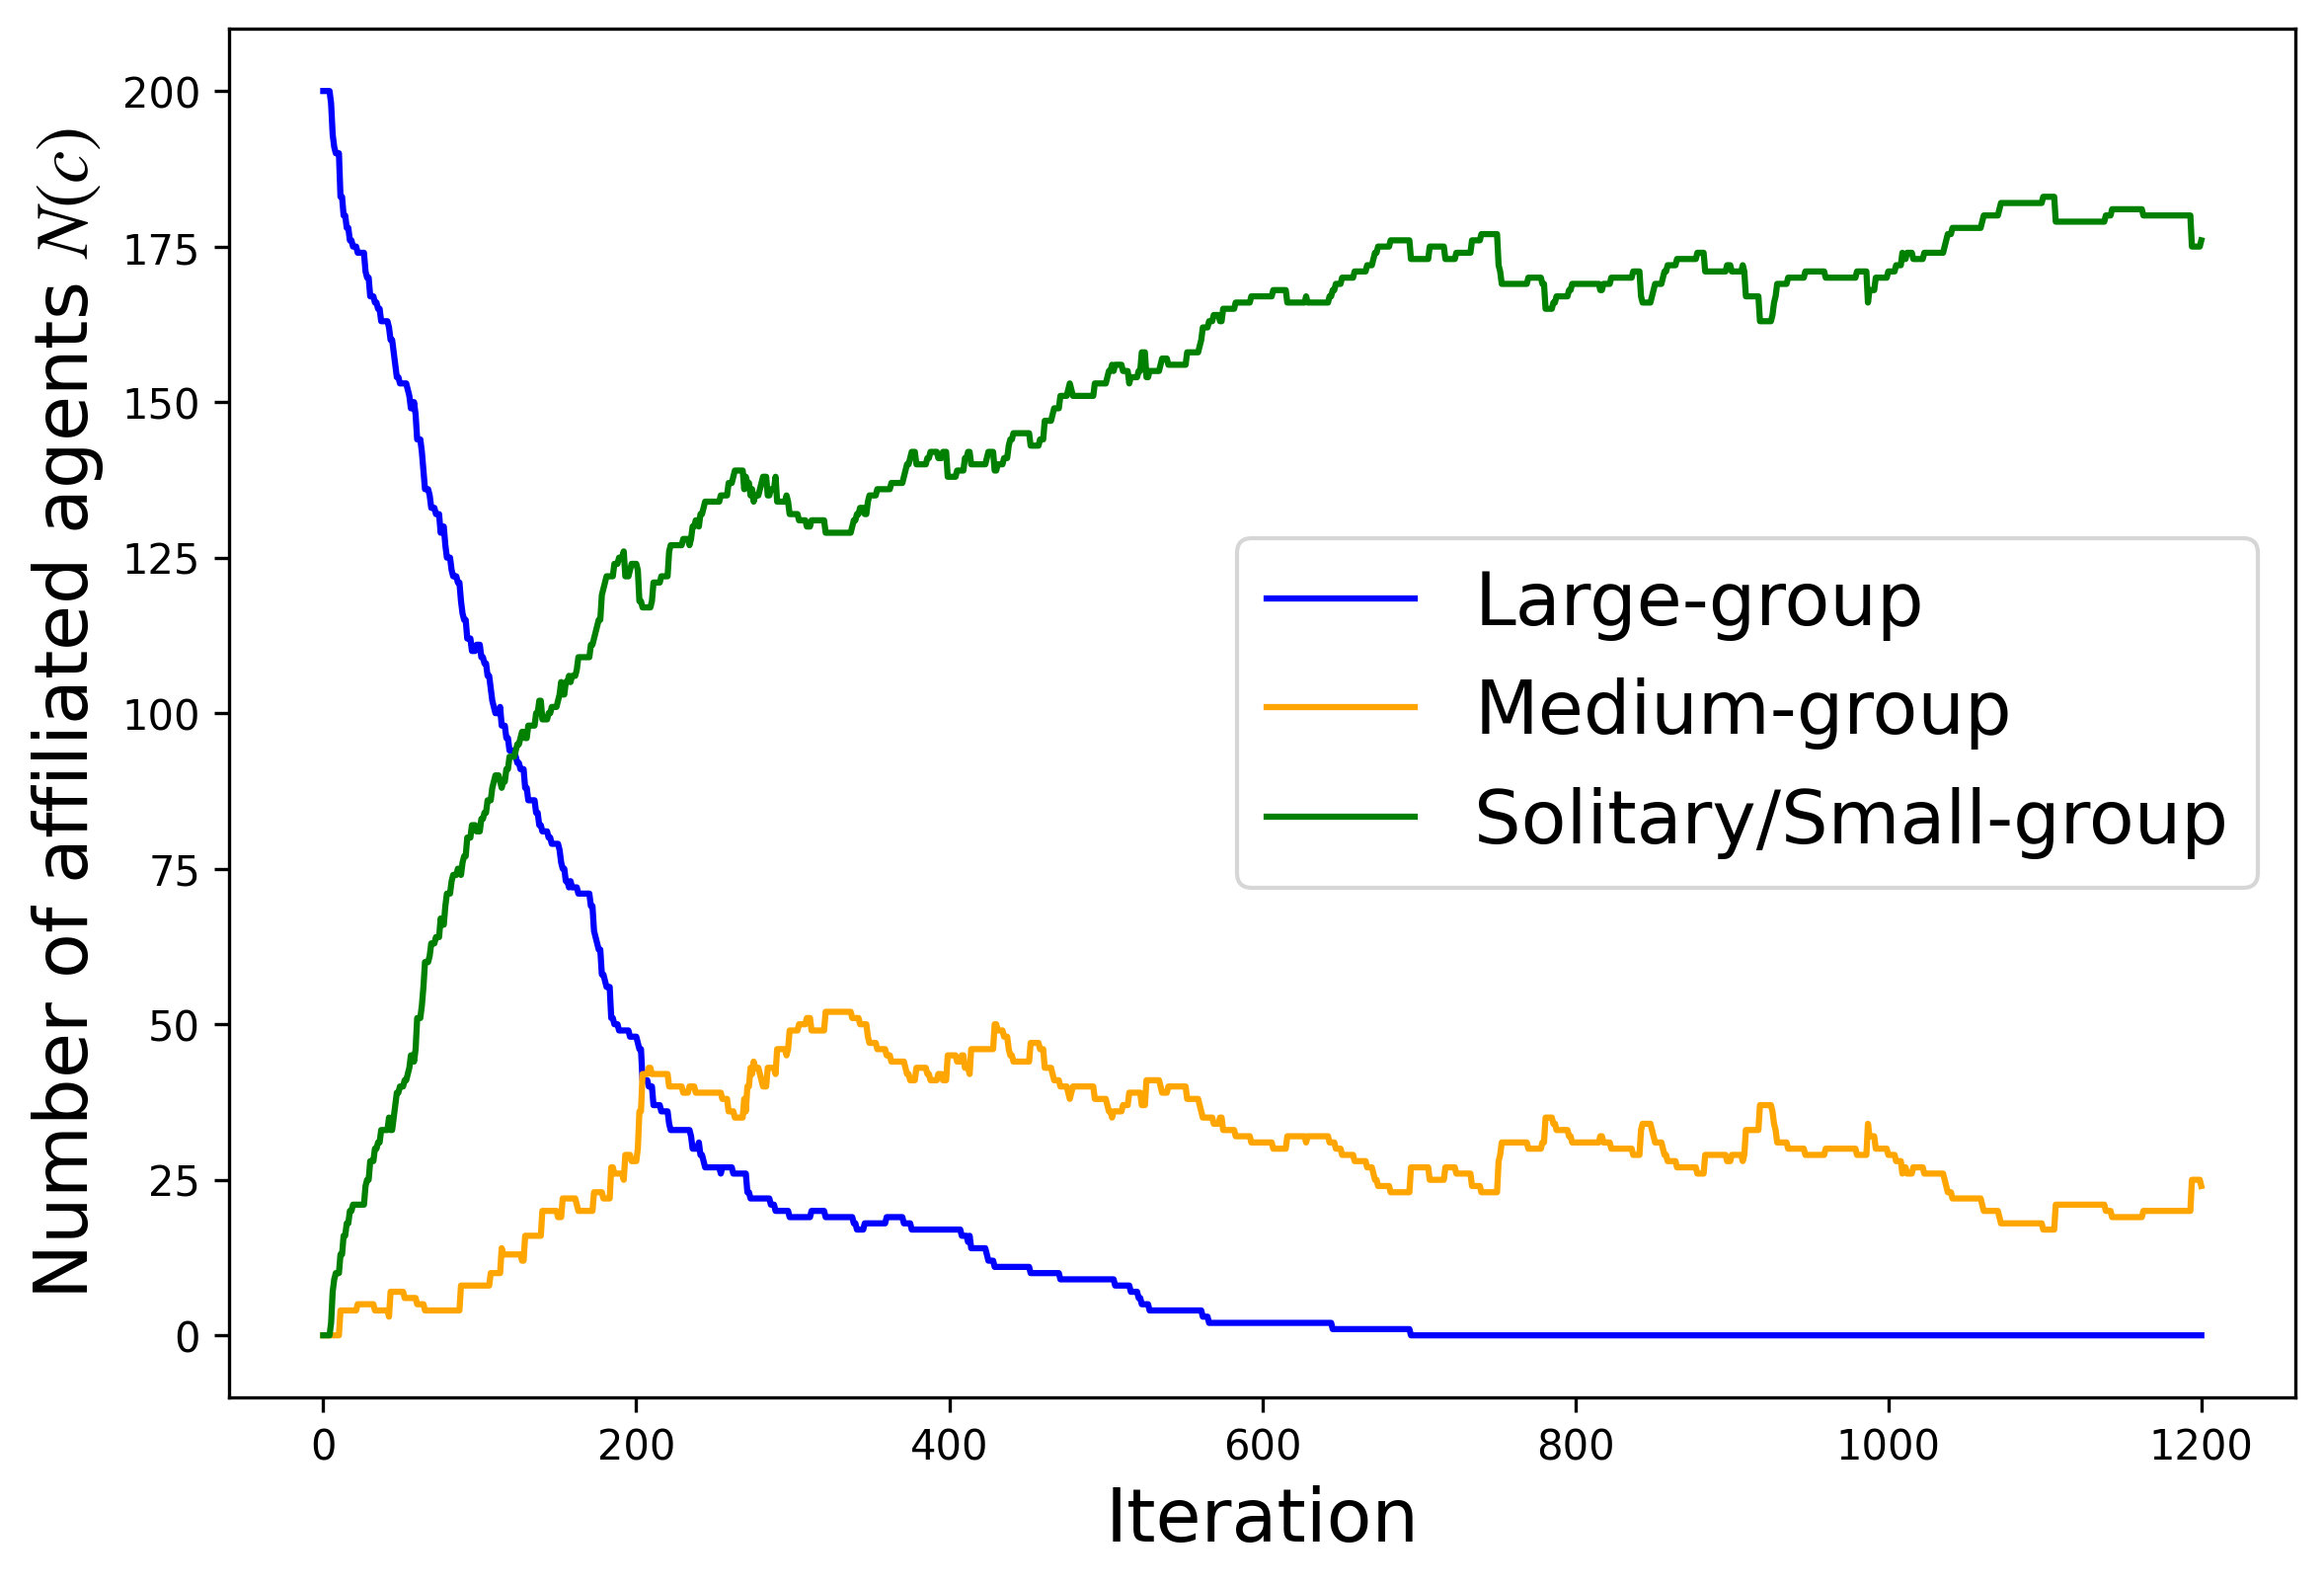 Number of affiliated agents N(c)
200
175
150
125
100
75
50
25
0
Large-group
Medium-group
Solitary/Small-group
0 200 400 600 800 1000 1200
Iteration